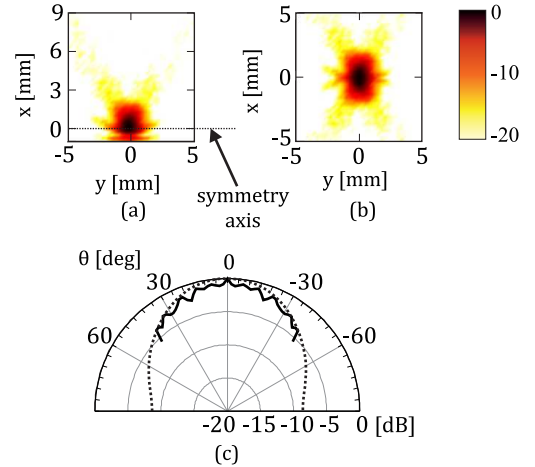 9
6
3
0
x [mm]
-5 0 5
y [mm]
(a)
symmetry
axis
5
0
-5
x [mm]
-5 0 5
y [mm]
(b)
0
-10
-20
θ [deg]
60 30 0 -30 -60
-20 -15 -10 -5 0 [dB]
(c)